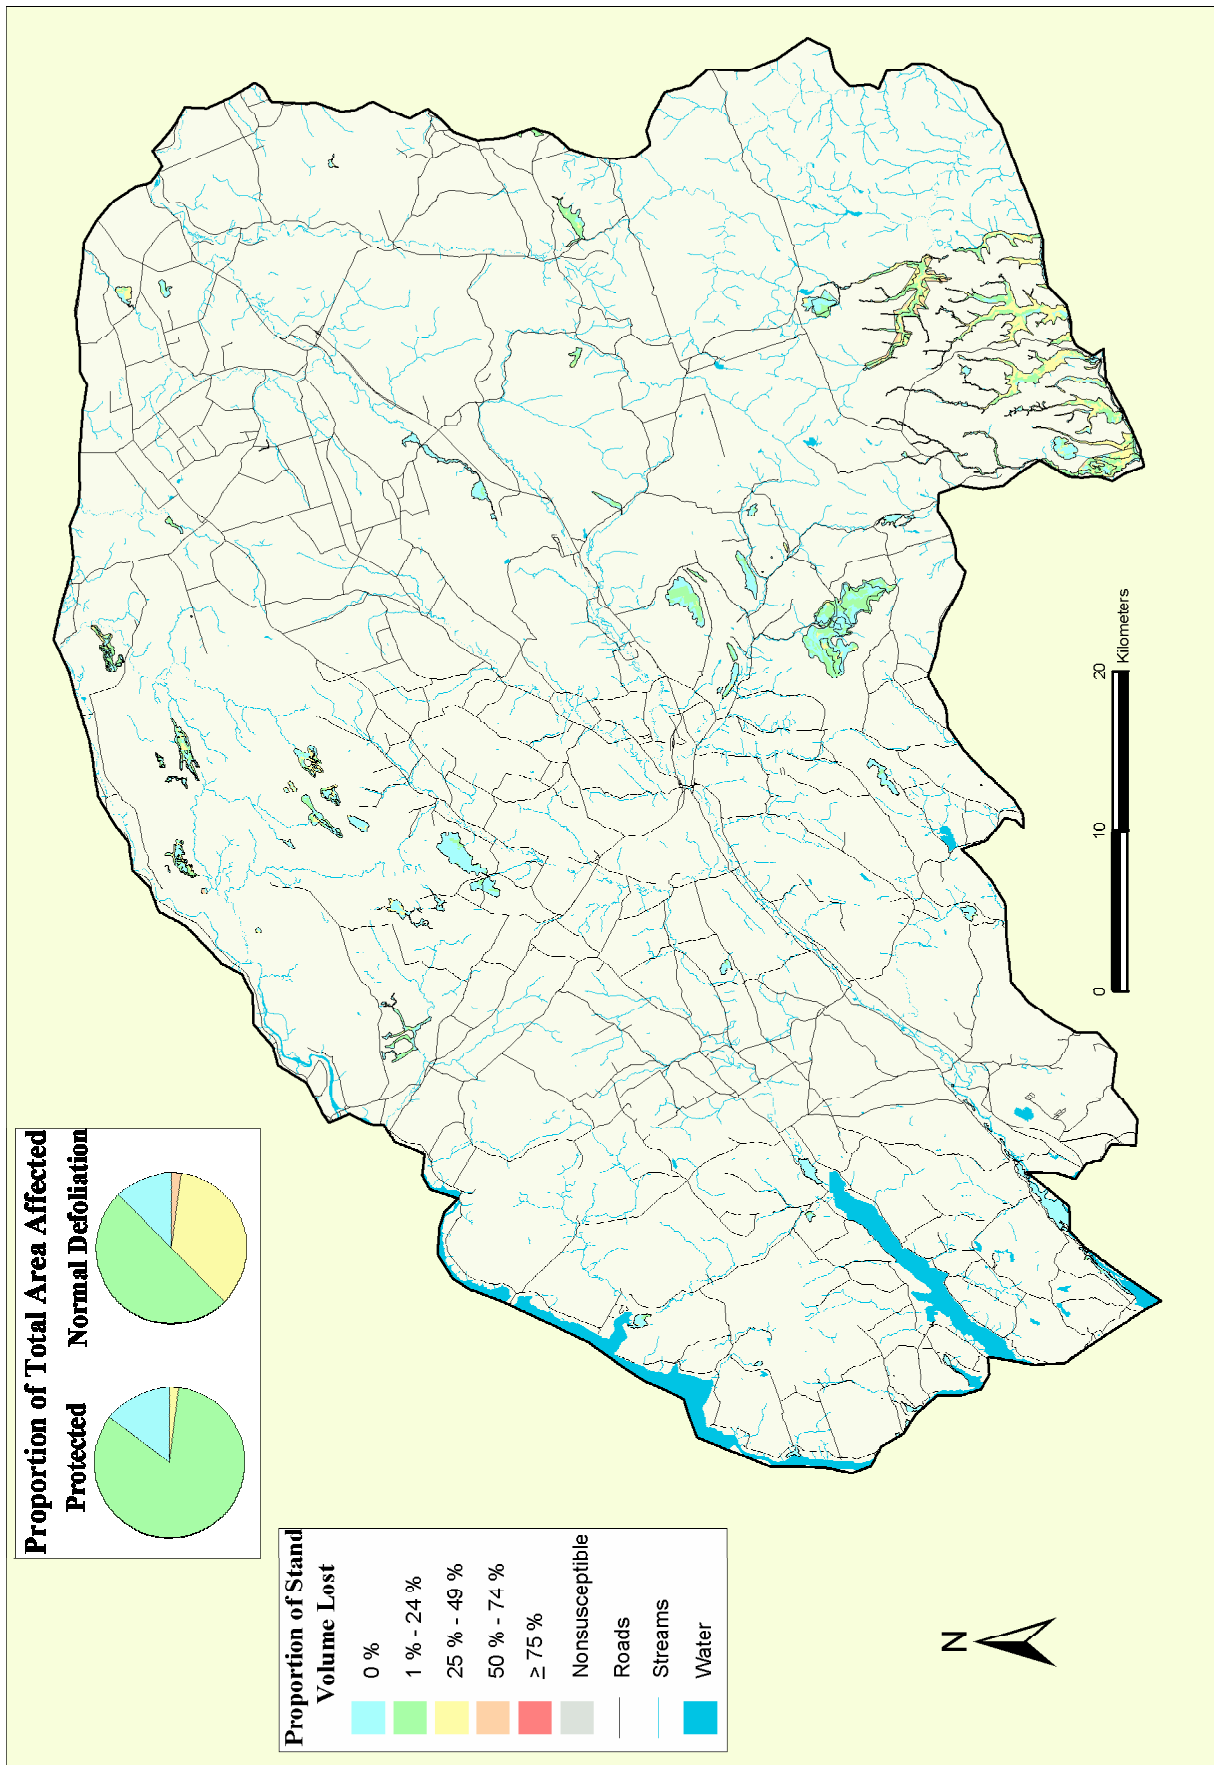 Proportion of Total Area Affected
Protected
Normal Defoliation
Proportion of Stand
Volume Lost
0 %
1 % - 24 %
25 % - 49 %
50 % - 74 %
≥ 75 %
Nonsusceptible
Roads
Streams
Water
N
0
10
20
Kilometers